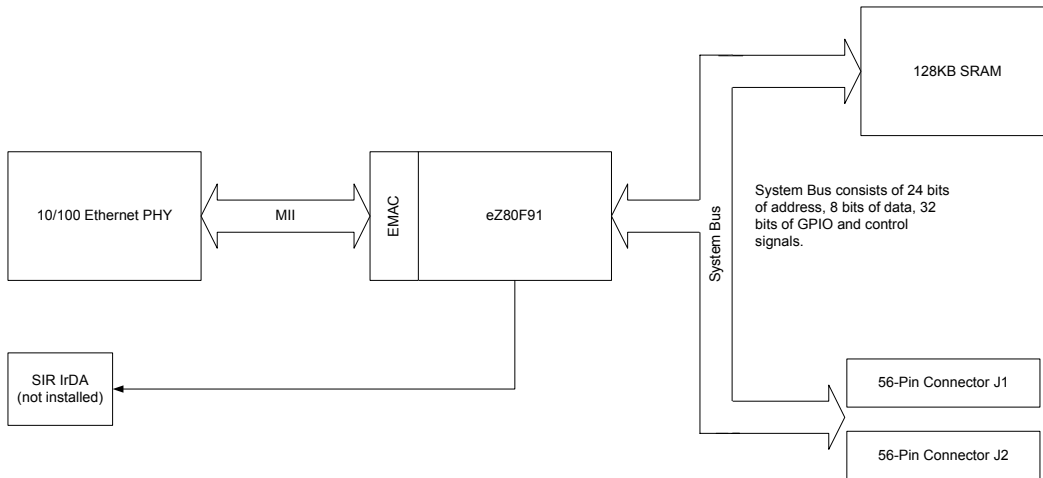 128KB SRAM
10/100 Ethernet PHY
MII
EMAC
eZ80F91
System Bus
System Bus consists of 24 bits
of address, 8 bits of data, 32
bits of GPIO and control
signals.
SIR IrDA
(not installed)
56-Pin Connector J1
56-Pin Connector J2